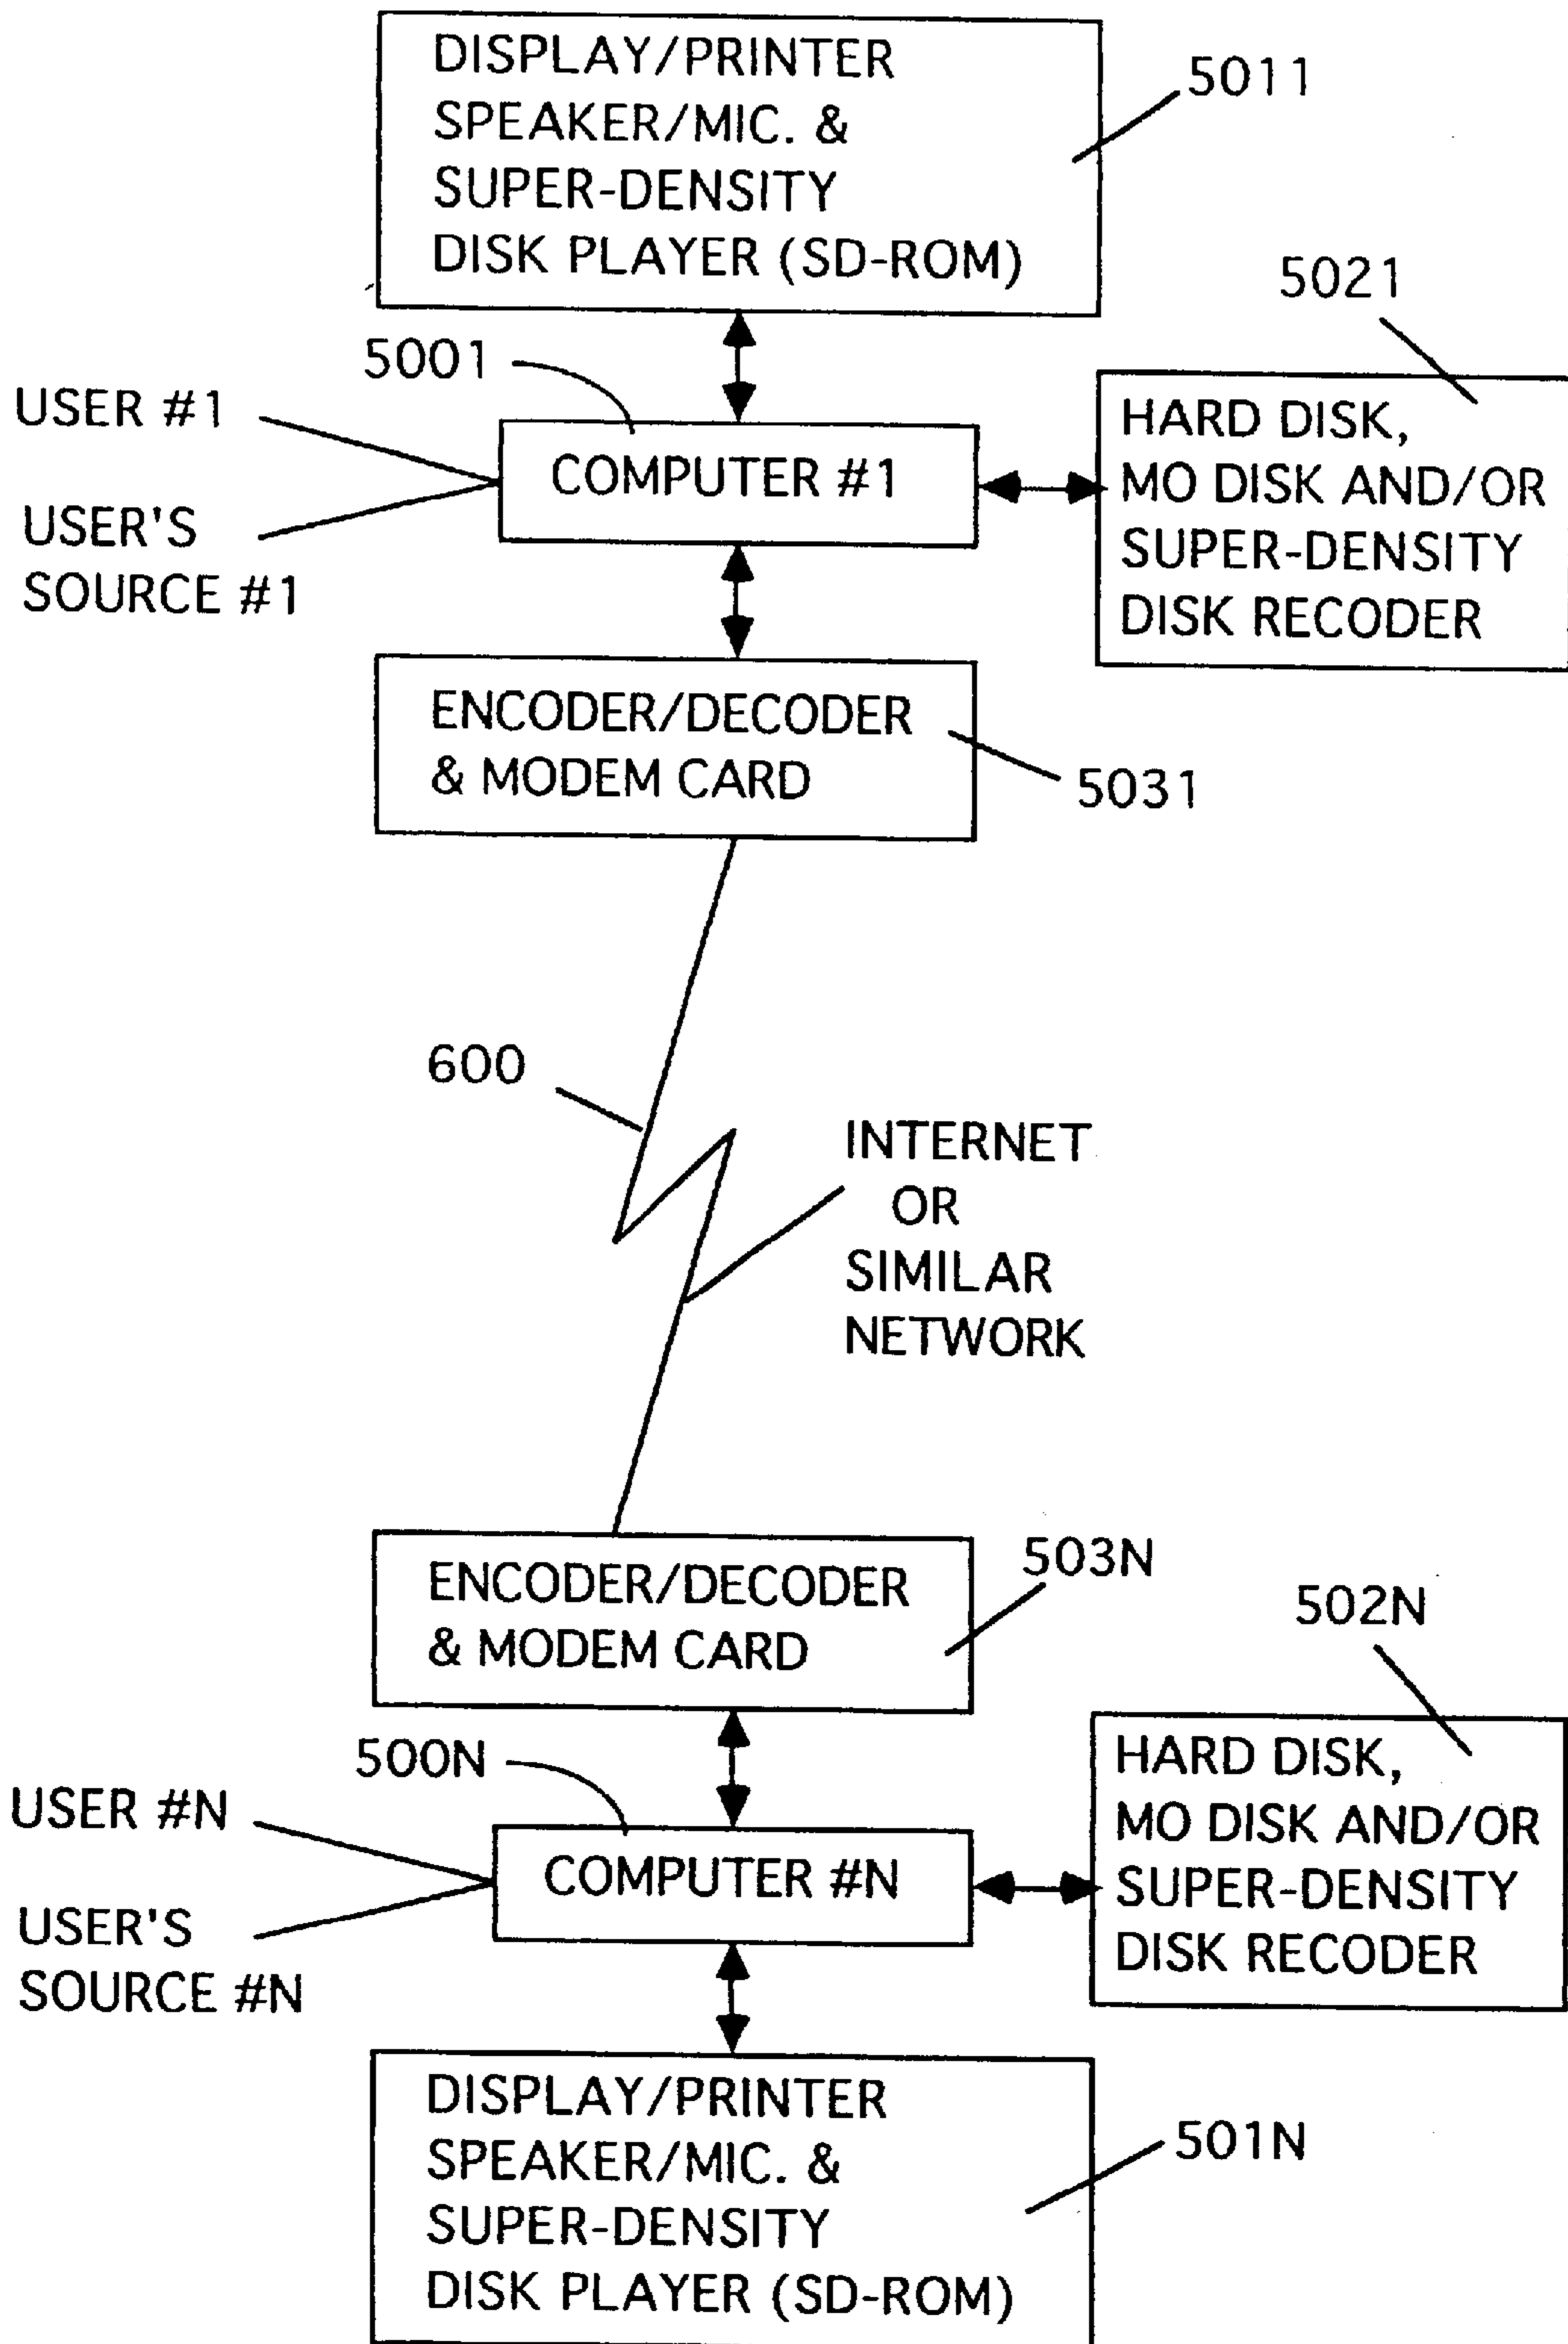 DISPLAY/PRINTER
SPEAKER/MIC. &
SUPER-DENSITY
DISK PLAYER (SD-ROM)
5011
5021
5001
USER #1
USER'S
SOURCE #1
COMPUTER #1
HARD DISK,
MO DISK AND/OR
SUPER-DENSITY
DISK RECODER
ENCODER/DECODER
& MODEM CARD
5031
600
INTERNET
OR
SIMILAR
NETWORK
ENCODER/DECODER
& MODEM CARD
503N
502N
500N
USER #N
USER'S
SOURCE #N
COMPUTER #N
HARD DISK,
MO DISK AND/OR
SUPER-DENSITY
DISK RECODER
DISPLAY/PRINTER
SPEAKER/MIC. &
SUPER-DENSITY
DISK PLAYER (SD-ROM)
501N